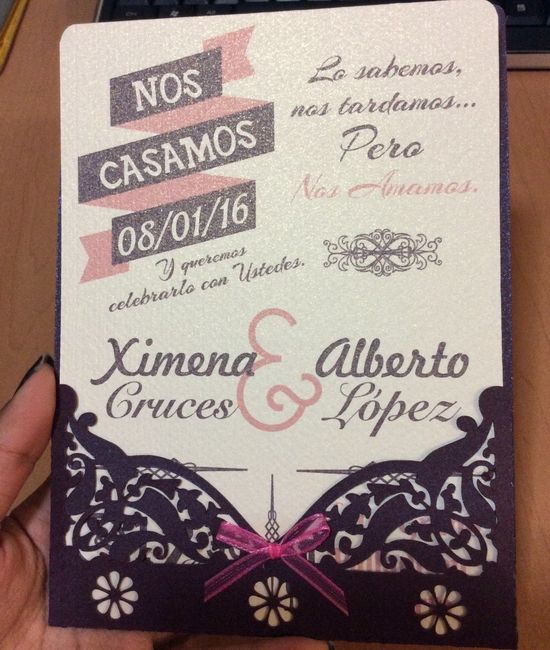 NOS
CASAMOS
08/01/16
Y queremos
celebrarlo con Ustedes.
Lo sabemos,
nos tardamos...
Pero
Nos Amamos.
Ximena & Alberto
Cruces López